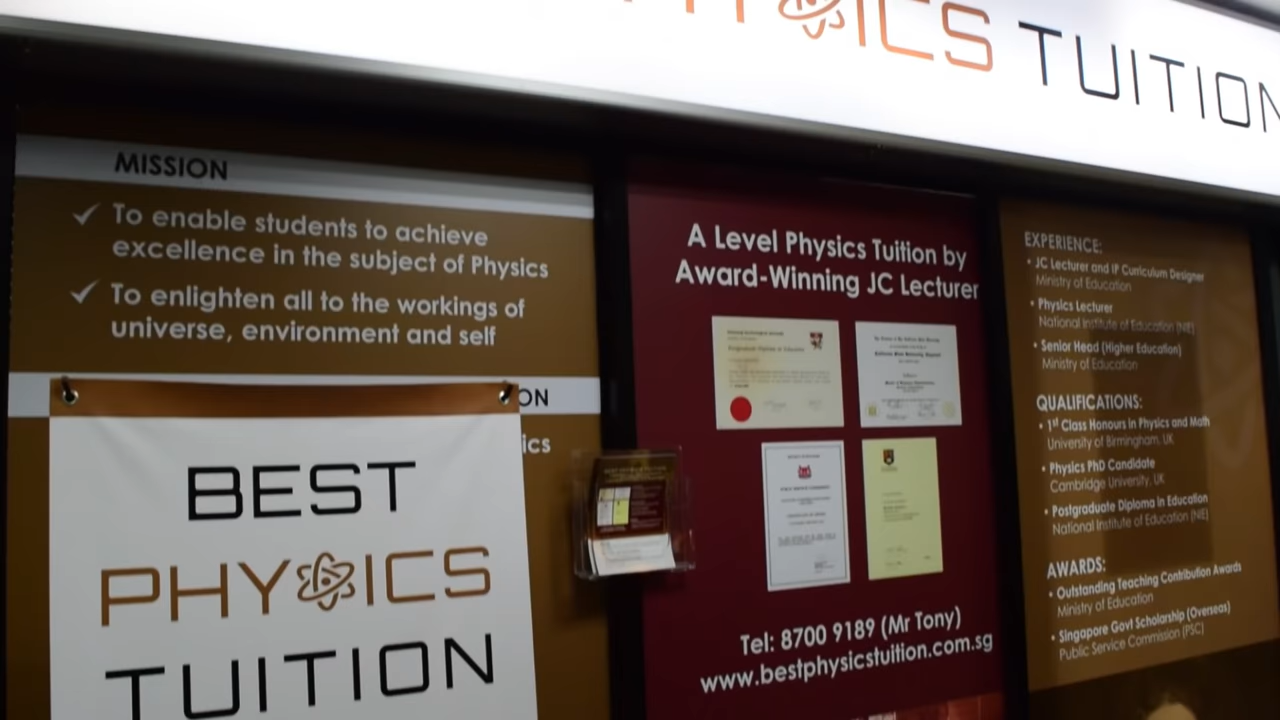 PHYSICS TUITION
MISSION
✓ To enable students to achieve
excellence in the subject of Physics
✓ To enlighten all to the workings of
universe, environment and self
ON
ics
BEST
PHYSICS
TUITION
A Level Physics Tuition by
Award-Winning JC Lecturer
Tel: 8700 9189 (Mr Tony)
www.bestphysicstuition.com.sg
EXPERIENCE:
• JC Lecturer and IP Curriculum Designer
Ministry of Education
• Physics Lecturer
National Institute of Education (NIE)
• Senior Head (Higher Education)
Ministry of Education
QUALIFICATIONS:
• 1st Class Honours in Physics and Math
University of Birmingham, UK
• Physics PhD Candidate
Cambridge University, UK
• Postgraduate Diploma in Education
National Institute of Education (NIE)
AWARDS:
• Outstanding Teaching Contribution Awards
Ministry of Education
• Singapore Govt Scholarship (Overseas)
Public Service Commission (PSC)